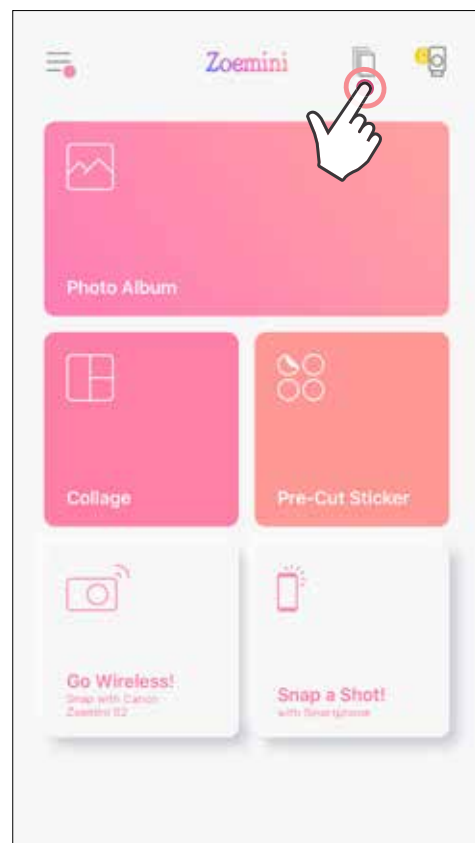 Zoemini
Photo Album
Collage
Pre-Cut Sticker
Go Wireless!
Snap with Canon
Zoemini S2
Snap a Shot!
with Smartphone